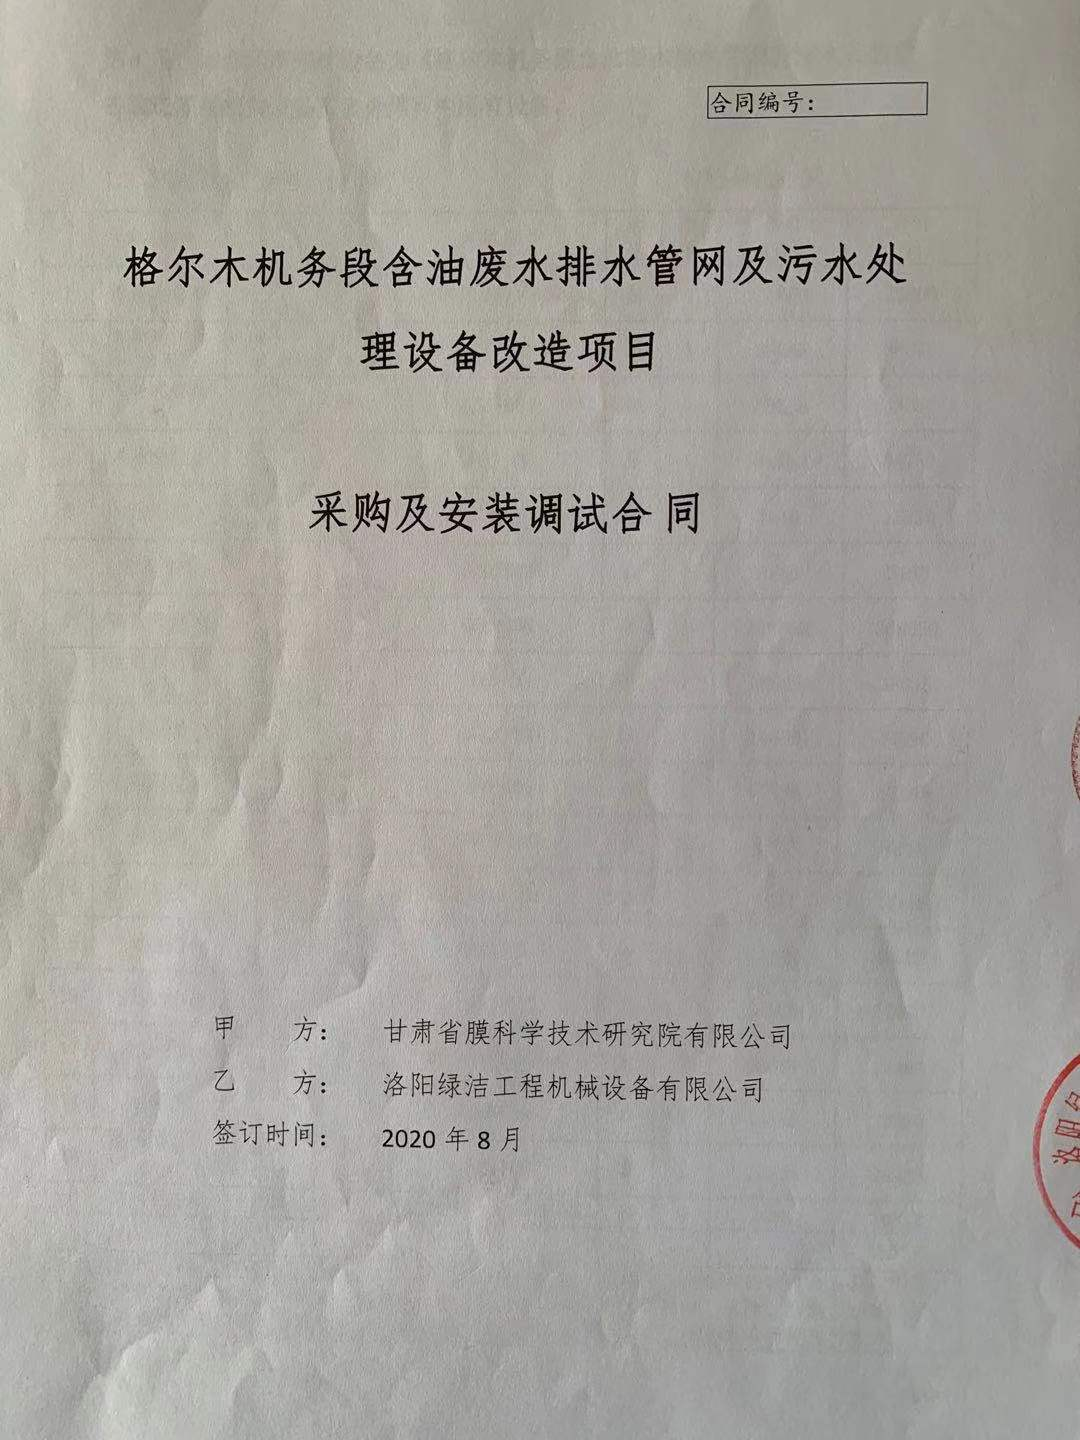 合同编号：
格尔木机务段含油废水排水管网及污水处
理设备改造项目
采购及安装调试合 同
甲 方： 甘肃省膜科学技术研究院有限公司
乙 方： 洛阳绿洁工程机械设备有限公司
签订时间： 2020 年 8 月
洛阳